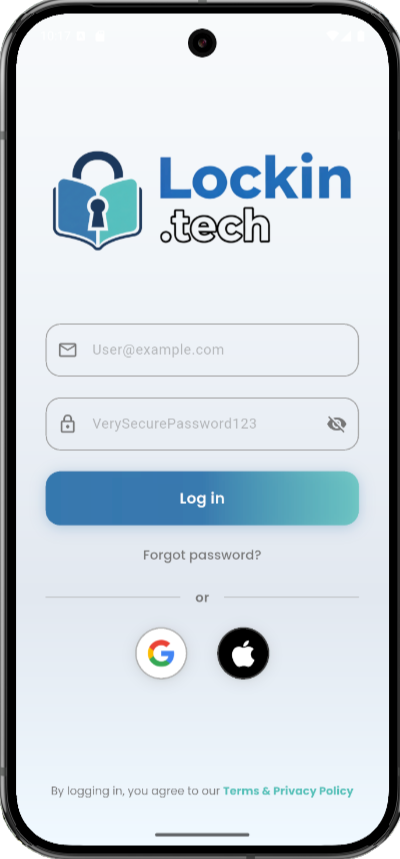 Lockin
.tech
User@example.com
VerySecurePassword123
Log in
Forgot password?
or
By logging in, you agree to our Terms & Privacy Policy